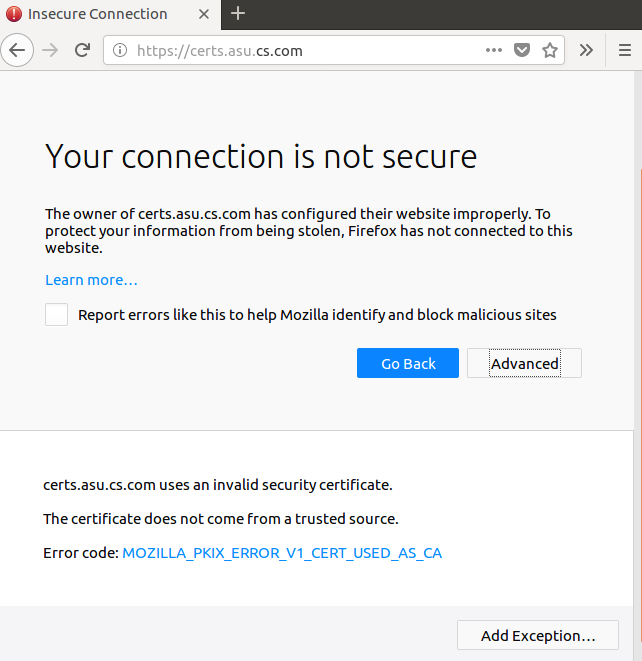 Insecure Connection
https://certs.asu.cs.com
Your connection is not secure
The owner of certs.asu.cs.com has configured their website improperly. To
protect your information from being stolen, Firefox has not connected to this
website.
Learn more…
Report errors like this to help Mozilla identify and block malicious sites
Go Back
Advanced
certs.asu.cs.com uses an invalid security certificate.
The certificate does not come from a trusted source.
Error code: MOZILLA_PKIX_ERROR_V1_CERT_USED_AS_CA
Add Exception…